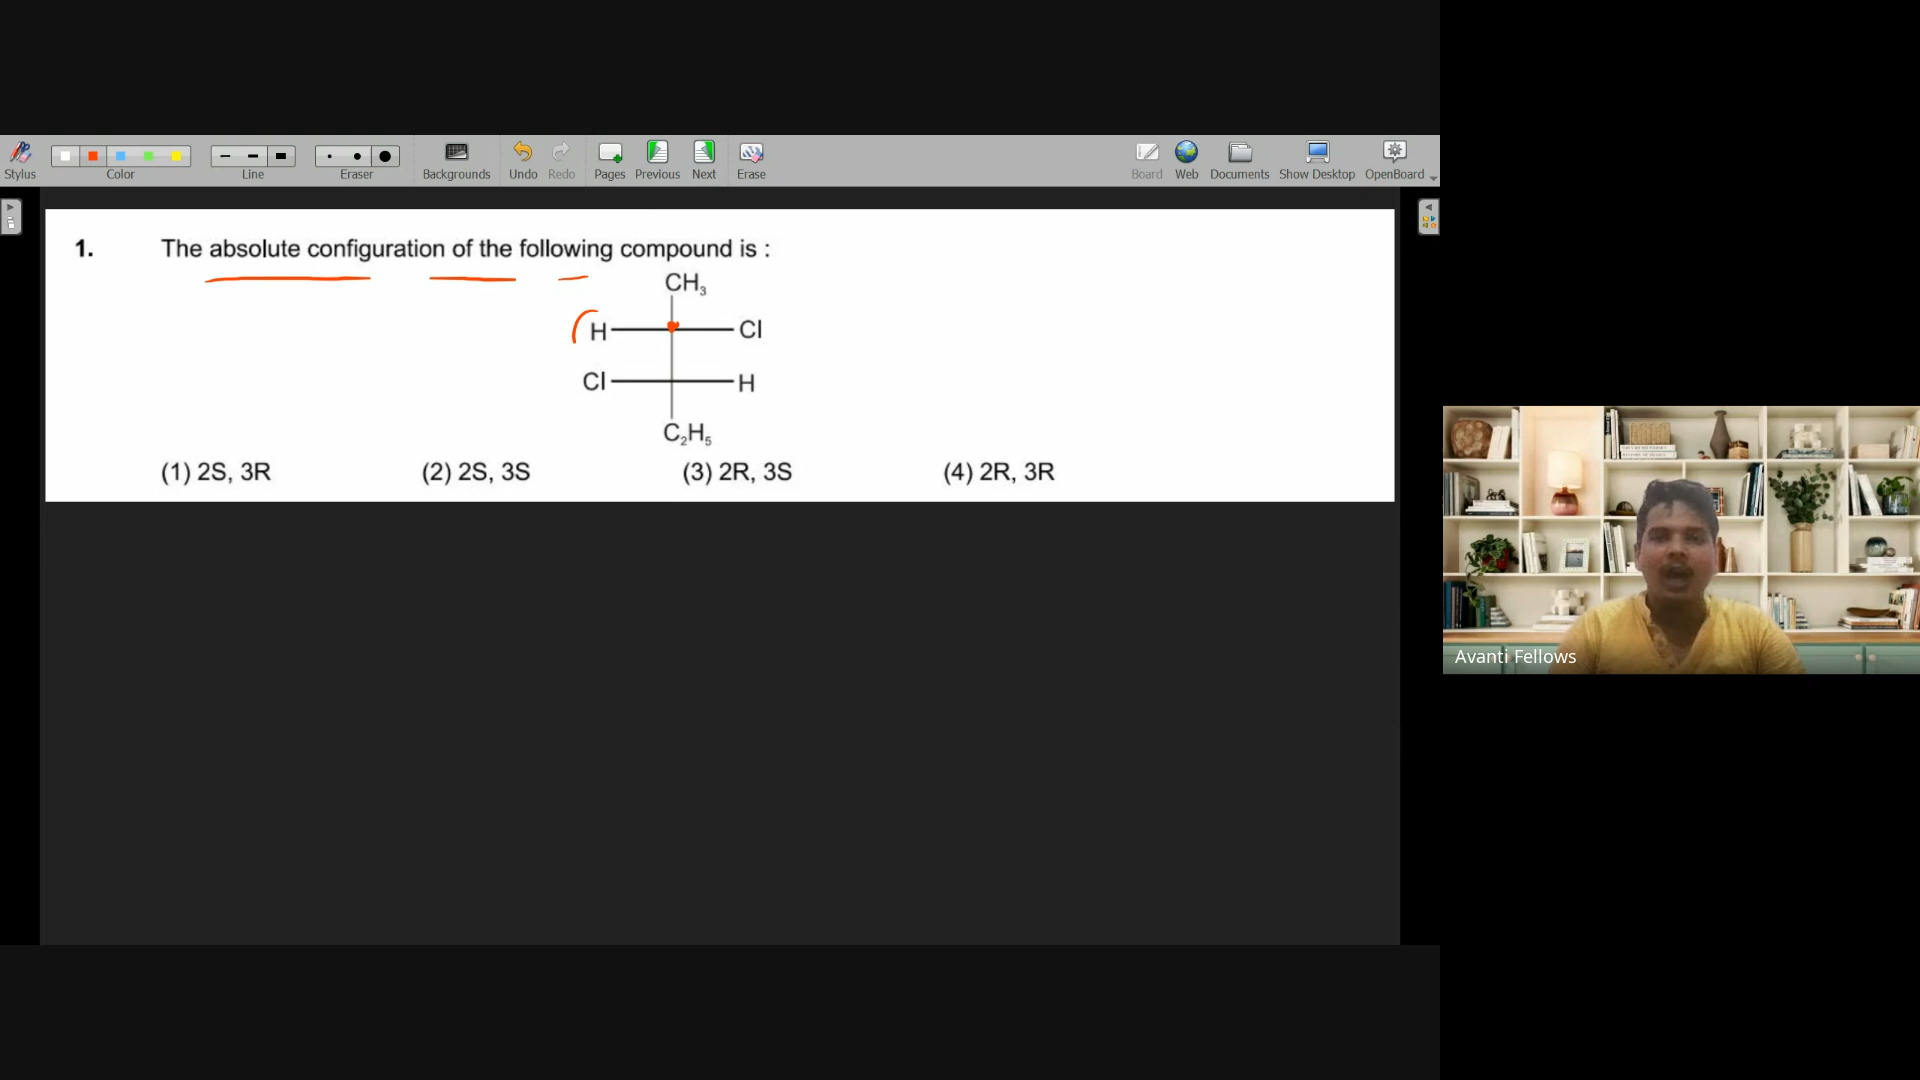 Stylus Color Line Eraser Backgrounds Undo Redo Pages Previous Next Erase Board Web Documents Show Desktop OpenBoard
1. The absolute configuration of the following compound is :
CH₃
H Cl
Cl H
C₂H₅
(1) 2S, 3R (2) 2S, 3S (3) 2R, 3S (4) 2R, 3R
Avanti Fellows